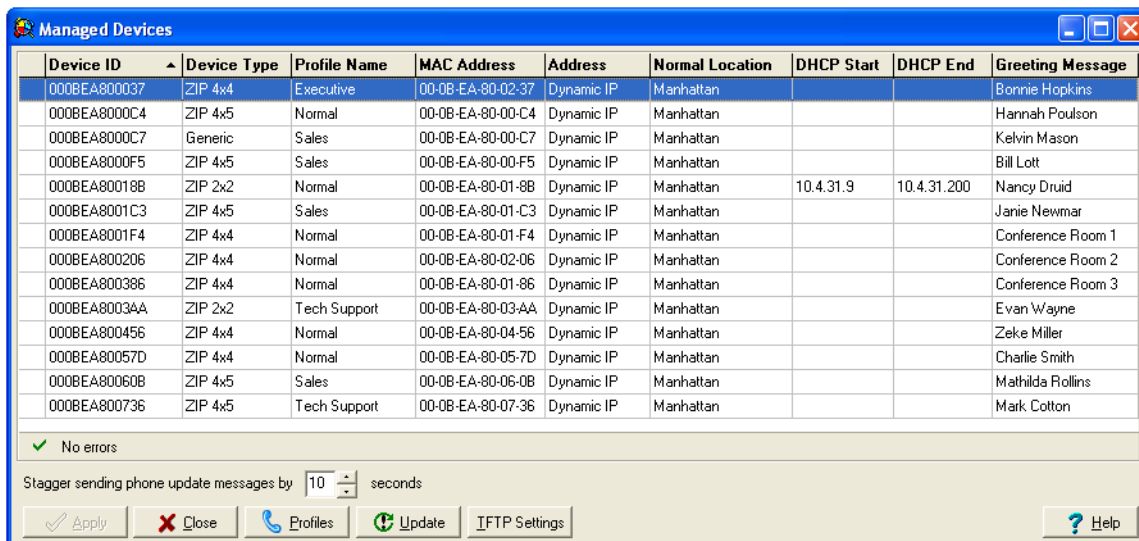 Managed Devices
Device ID Device Type Profile Name MAC Address Address Normal Location DHCP Start DHCP End Greeting Message
000BEA800037 ZIP 4x4 Executive 00-0B-EA-80-02-37 Dynamic IP Manhattan Bonnie Hopkins
000BEA8000C4 ZIP 4x5 Normal 00-0B-EA-80-00-C4 Dynamic IP Manhattan Hannah Poulson
000BEA8000C7 Generic Sales 00-0B-EA-80-00-C7 Dynamic IP Manhattan Kelvin Mason
000BEA8000F5 ZIP 4x5 Sales 00-0B-EA-80-00-F5 Dynamic IP Manhattan Bill Lott
000BEA80018B ZIP 2x2 Normal 00-0B-EA-80-01-8B Dynamic IP Manhattan 10.4.31.9 10.4.31.200 Nancy Druid
000BEA8001C3 ZIP 4x5 Sales 00-0B-EA-80-01-C3 Dynamic IP Manhattan Janie Newmar
000BEA8001F4 ZIP 4x4 Normal 00-0B-EA-80-01-F4 Dynamic IP Manhattan Conference Room 1
000BEA800206 ZIP 4x4 Normal 00-0B-EA-80-02-06 Dynamic IP Manhattan Conference Room 2
000BEA800386 ZIP 4x4 Normal 00-0B-EA-80-01-86 Dynamic IP Manhattan Conference Room 3
000BEA8003AA ZIP 2x2 Tech Support 00-0B-EA-80-03-AA Dynamic IP Manhattan Evan Wayne
000BEA800456 ZIP 4x4 Normal 00-0B-EA-80-04-56 Dynamic IP Manhattan Zeke Miller
000BEA80057D ZIP 4x4 Normal 00-0B-EA-80-05-7D Dynamic IP Manhattan Charlie Smith
000BEA80060B ZIP 4x5 Sales 00-0B-EA-80-06-0B Dynamic IP Manhattan Mathilda Rollins
000BEA800736 ZIP 4x5 Tech Support 00-0B-EA-80-07-36 Dynamic IP Manhattan Mark Cotton
No errors
Stagger sending phone update messages by 10 seconds
Apply Close Profiles Update TFTP Settings Help